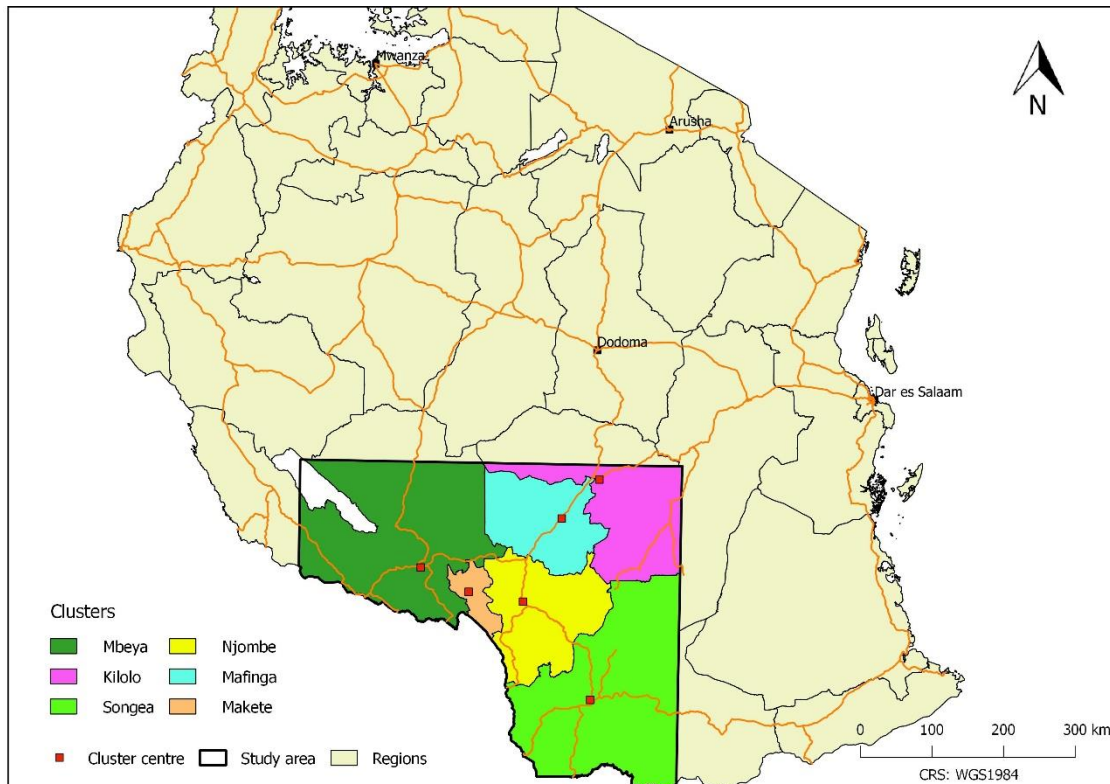 Mwanza
N
Arusha
Dodoma
Dar es Salaam
Clusters
Mbeya Njombe
Kilolo Mafinga
Songea Makete
Cluster centre Study area Regions
0 100 200 300 km
CRS: WGS1984